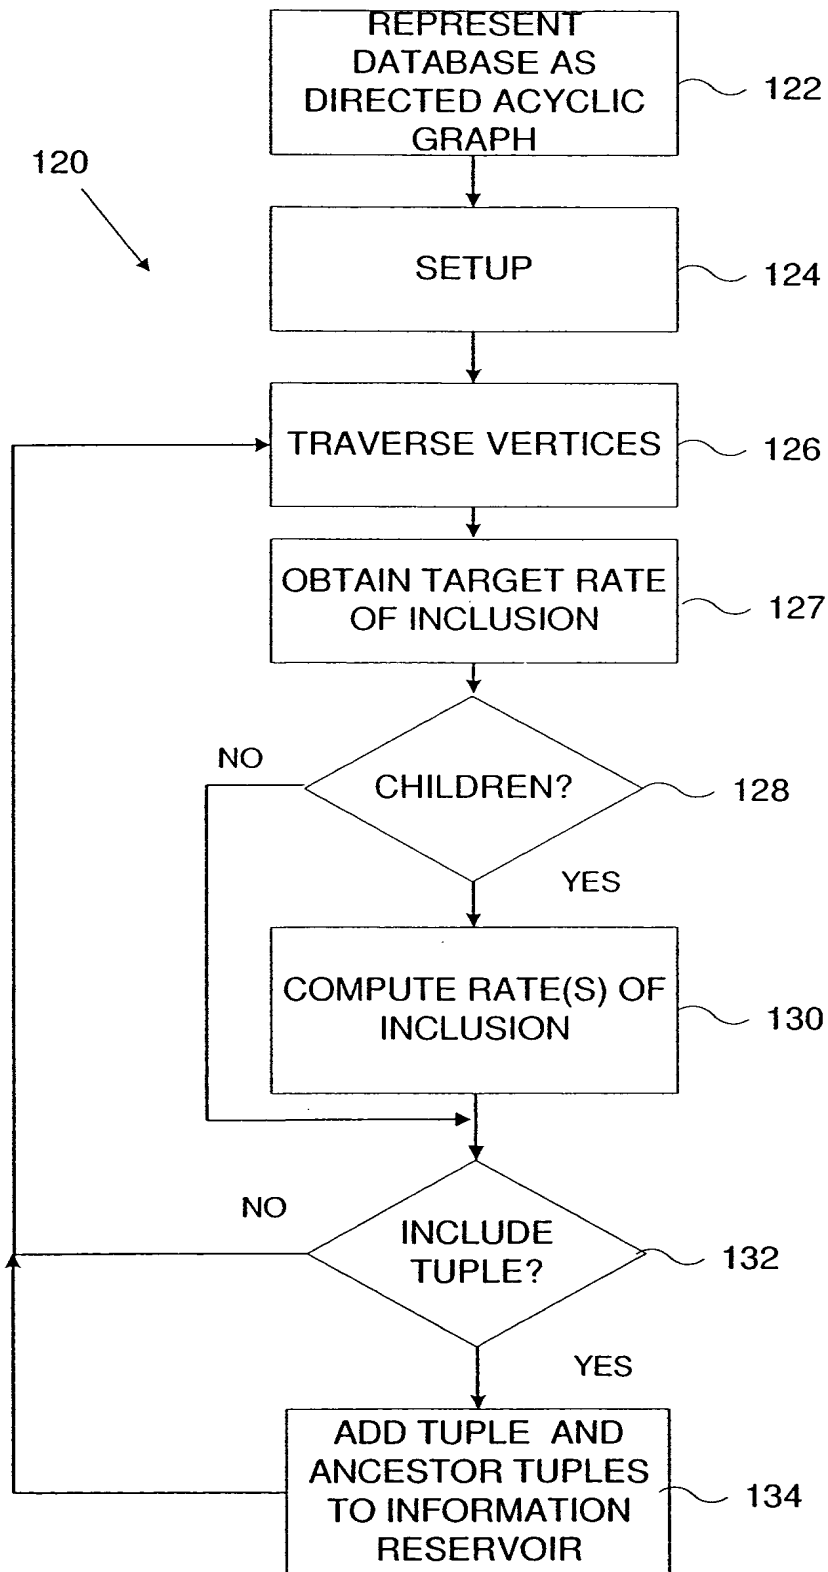 REPRESENT
DATABASE AS
DIRECTED ACYCLIC
GRAPH
122
120
SETUP
124
TRAVERSE VERTICES
126
OBTAIN TARGET RATE
OF INCLUSION
127
NO
CHILDREN?
128
YES
COMPUTE RATE(S) OF
INCLUSION
130
NO
INCLUDE
TUPLE?
132
YES
ADD TUPLE AND
ANCESTOR TUPLES
TO INFORMATION
RESERVOIR
134